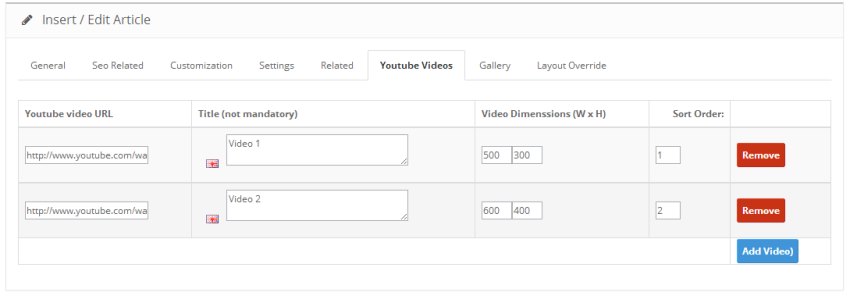 Insert / Edit Article
General Seo Related Customization Settings Related Youtube Videos Gallery Layout Override
Youtube video URL Title (not mandatory) Video Dimenssions (W x H) Sort Order:
http://www.youtube.com/wa Video 1 500 300 1 Remove
http://www.youtube.com/wa Video 2 600 400 2 Remove
Add Video)